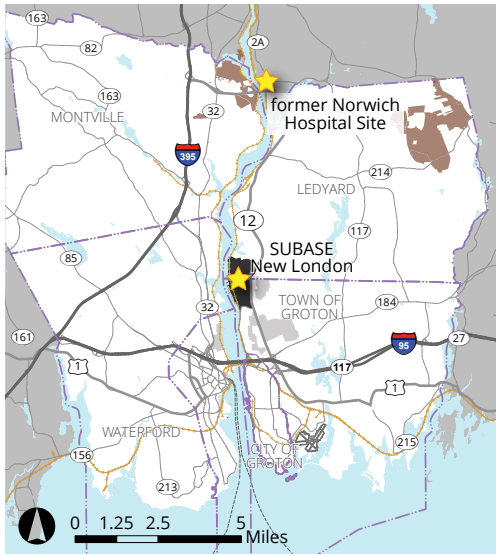 163
82
2A
163
32
former Norwich
Hospital Site
MONTVILLE
395
214
LEDYARD
12
117
SUBASE
New London
85
TOWN OF
GROTON
184
32
161
95
27
1
117
1
WATERFORD
CITY OF
GROTON
215
156
213
0 1.25 2.5 5
Miles